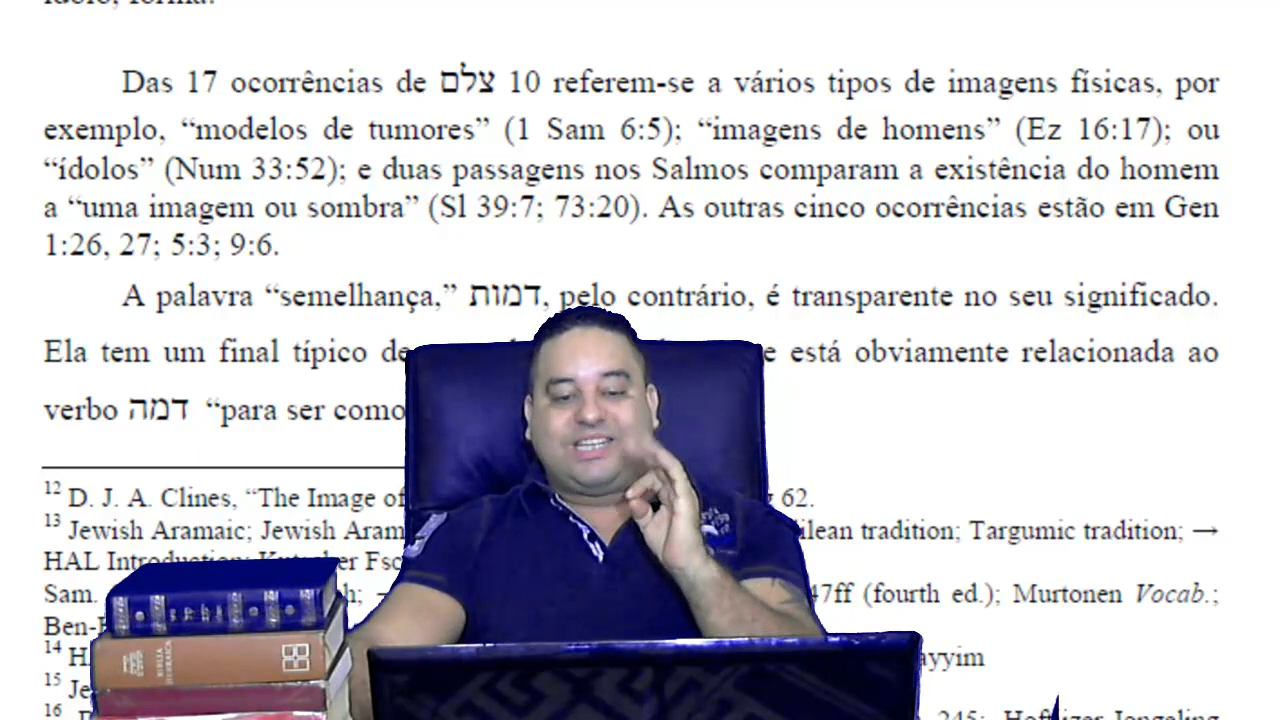 Das 17 ocorrências de צלם 10 referem-se a vários tipos de imagens físicas, por
exemplo, “modelos de tumores” (1 Sam 6:5); “imagens de homens” (Ez 16:17); ou
“ídolos” (Num 33:52); e duas passagens nos Salmos comparam a existência do homem
a “uma imagem ou sombra” (Sl 39:7; 73:20). As outras cinco ocorrências estão em Gen
1:26, 27; 5:3; 9:6.
A palavra “semelhança,” דמות, pelo contrário, é transparente no seu significado.
Ela tem um final típico de e está obviamente relacionada ao
verbo דמה “para ser como
12 D. J. A. Clines, “The Image of 62.
13 Jewish Aramaic; Jewish Aram tradition; Targumic tradition; →
HAL Introduction;
Sam. 47ff (fourth ed.); Murtonen Vocab.;
14
15
16 245;
BIBLIA HEBRAICA